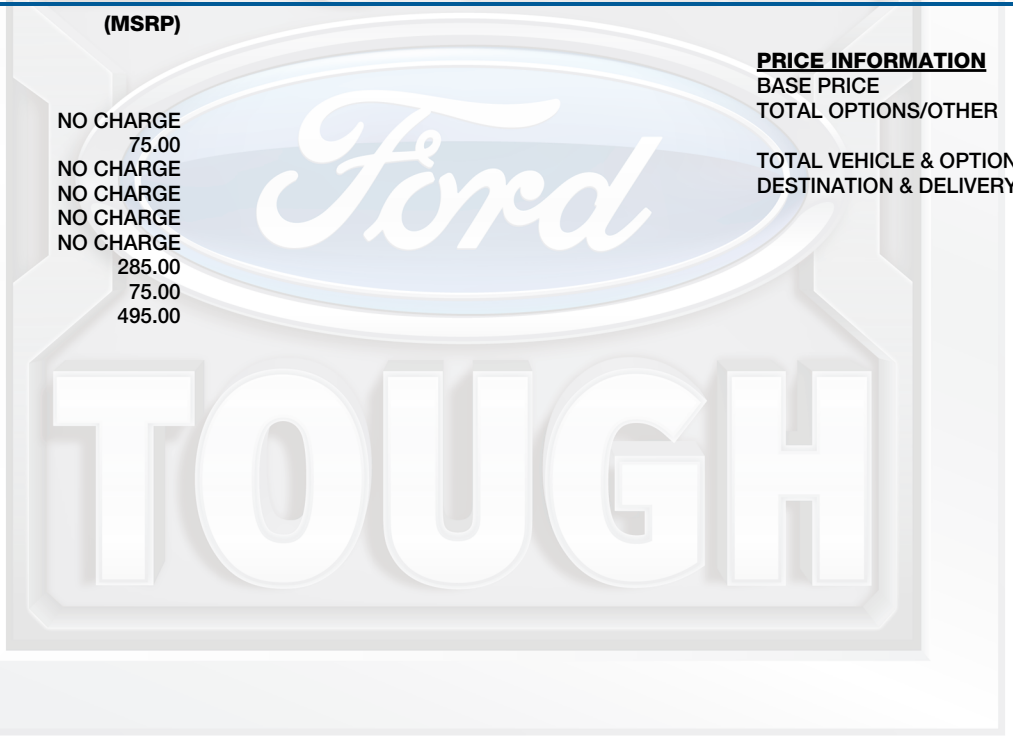 (MSRP)
NO CHARGE
75.00
NO CHARGE
NO CHARGE
NO CHARGE
NO CHARGE
285.00
75.00
495.00
PRICE INFORMATION
BASE PRICE
TOTAL OPTIONS/OTHER
TOTAL VEHICLE & OPTION
DESTINATION & DELIVERY
Ford
TOUGH